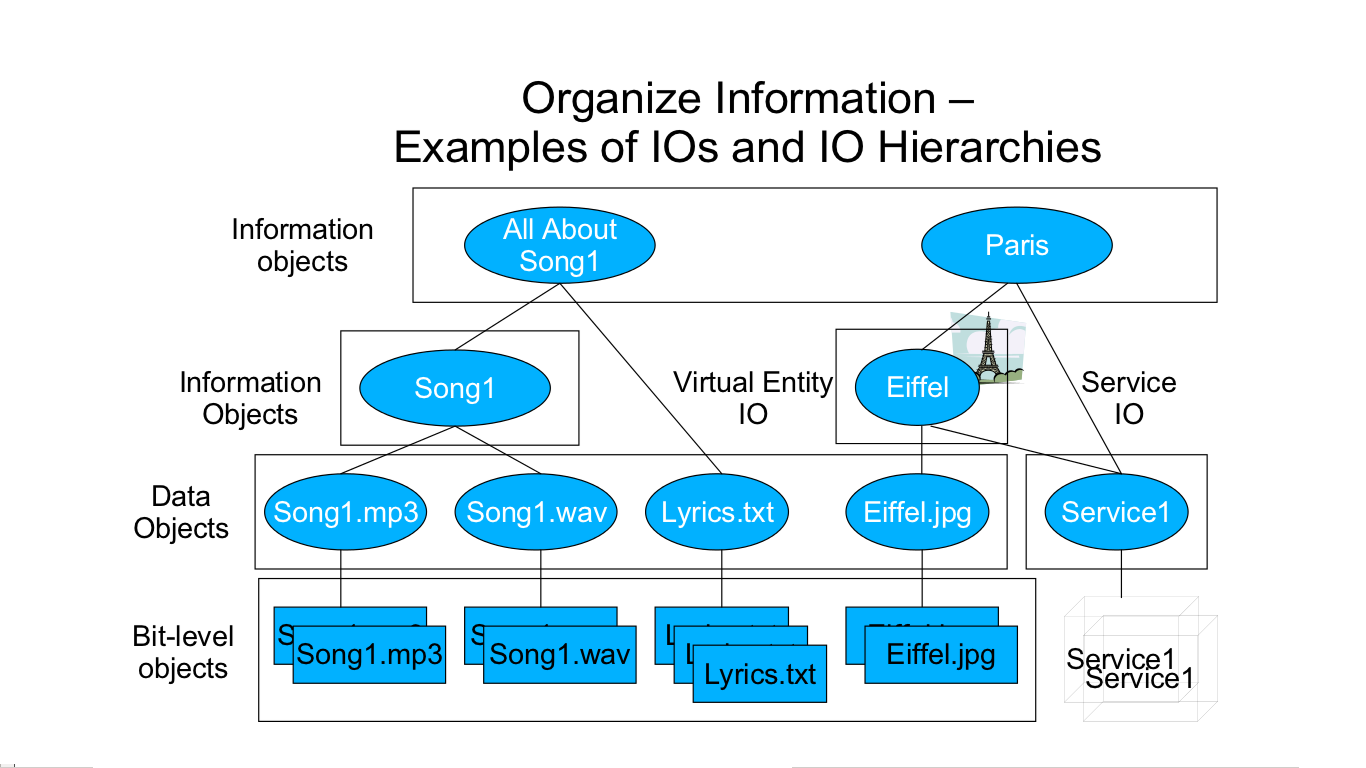 Organize Information –
Examples of IOs and IO Hierarchies
Information
objects
All About
Song1
Paris
Information
Objects
Song1
Virtual Entity
IO
Eiffel
Service
IO
Data
Objects
Song1.mp3
Song1.wav
Lyrics.txt
Eiffel.jpg
Service1
Bit-level
objects
Song1.mp3
Song1.wav
Lyrics.txt
Eiffel.jpg
Service1
Service1